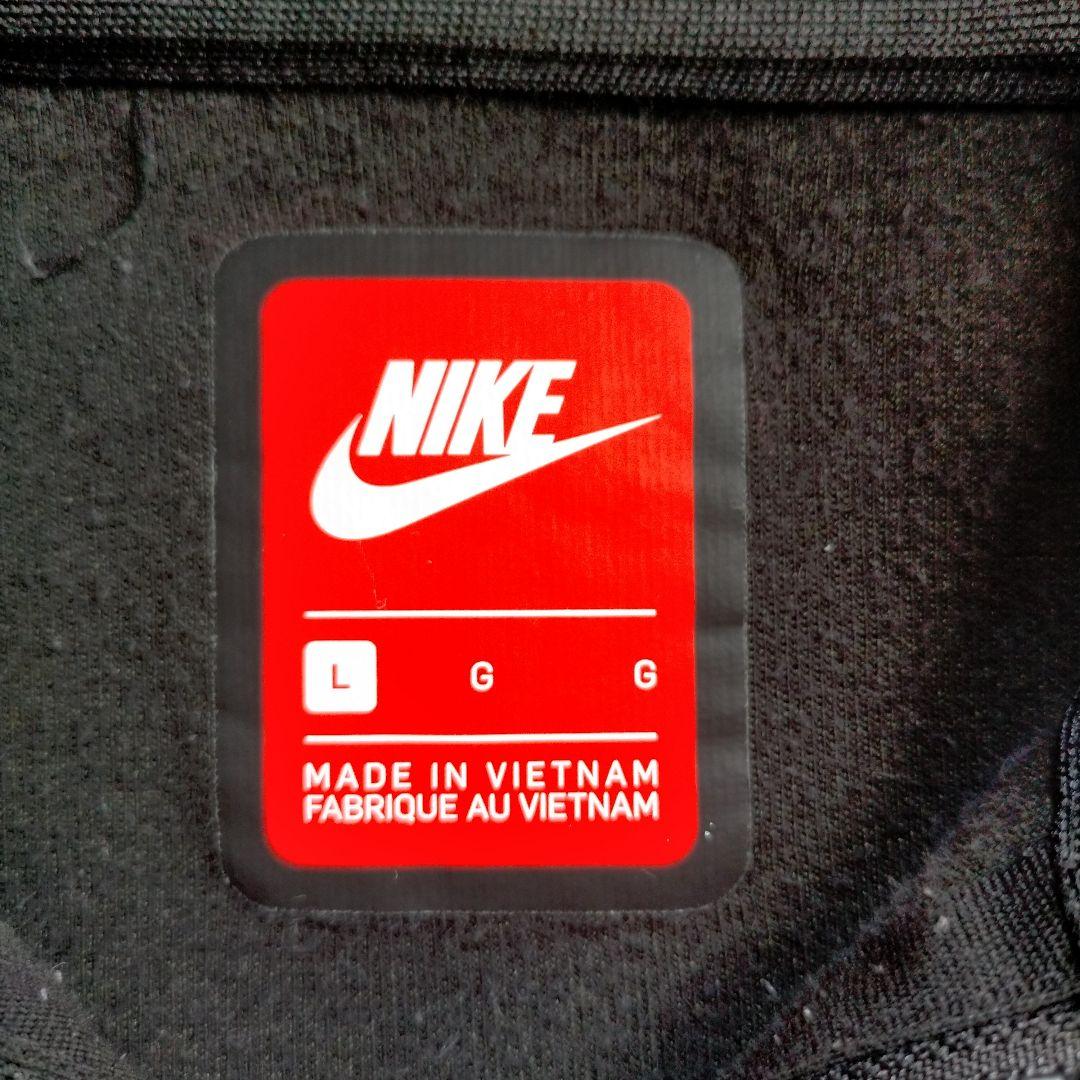 NIKE
L G G
MADE IN VIETNAM
FABRIQUE AU VIETNAM